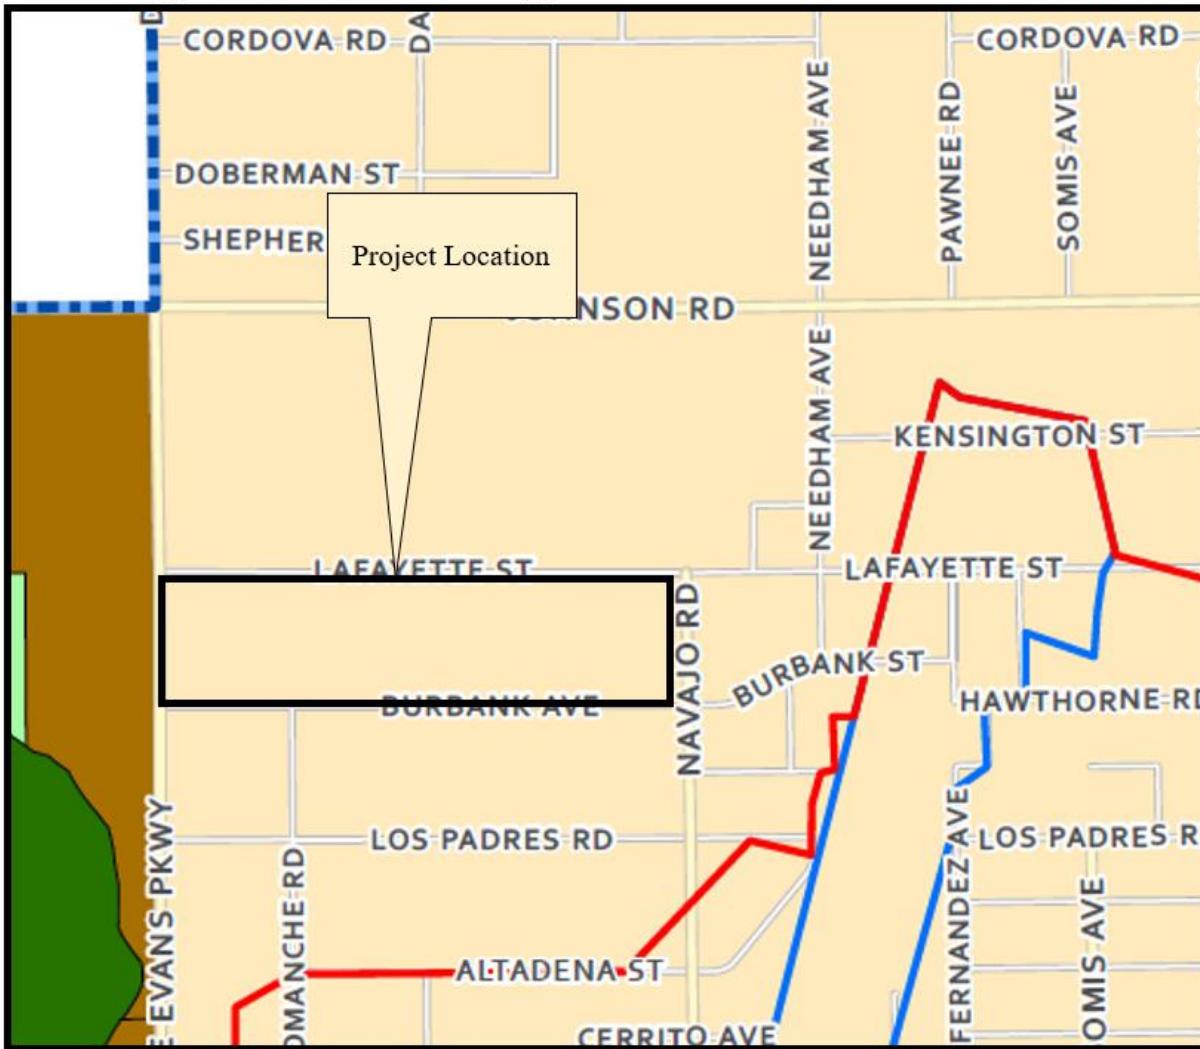 CORDOVA RD
DA
CORDOVA RD
NEEDHAM AVE
PAWNEE RD
SOMIS AVE
DOBERMAN ST
SHEPHER
Project Location
NSON RD
NEEDHAM AVE
KENSINGTON ST
LAFAYETTE ST
LAFAYETTE ST
NAVAJO RD
BURBANK ST
BURBANK AVE
HAWTHORNE RD
E EVANS PKWY
LOS PADRES RD
FERNANDEZ AVE
LOS PADRES R
OMANCHE RD
OMIS AVE
ALTADENA ST
CERRITO AVE